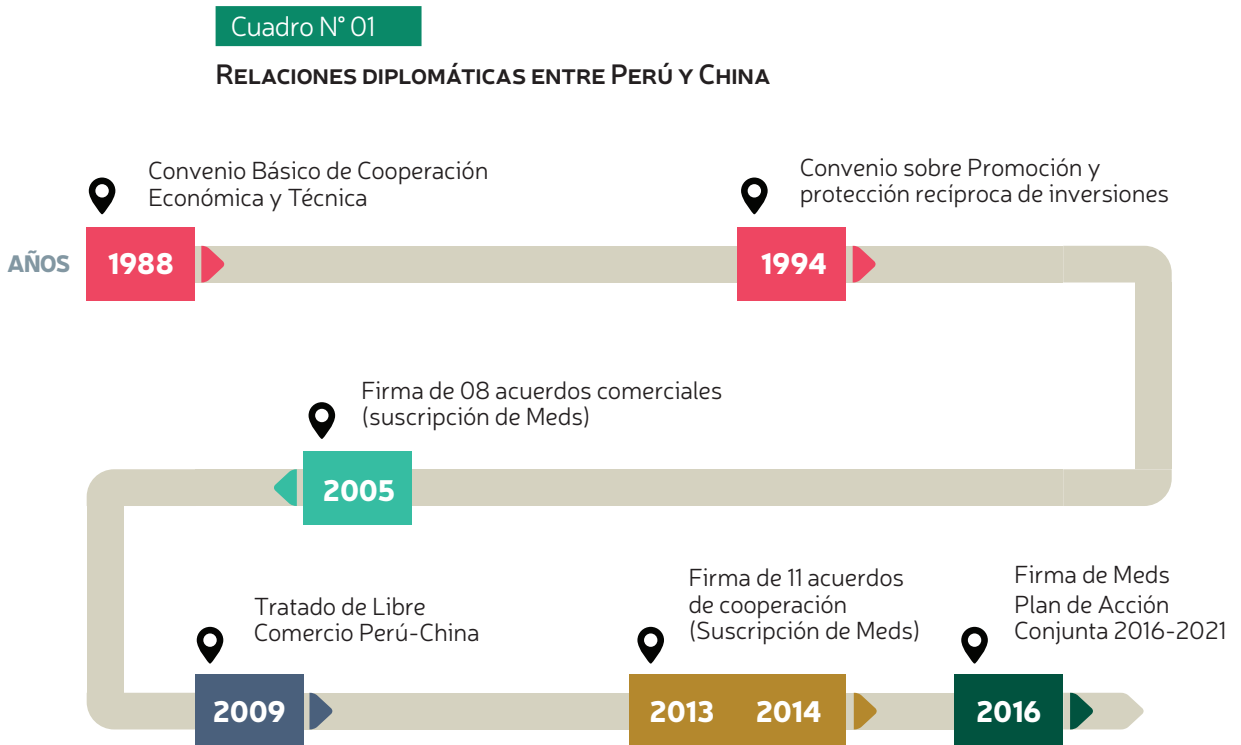 Cuadro N° 01
Relaciones diplomáticas entre Perú y China
Convenio Básico de Cooperación
Económica y Técnica
Convenio sobre Promoción y
protección recíproca de inversiones
AÑOS
1988
1994
Firma de 08 acuerdos comerciales
(suscripción de Meds)
2005
Tratado de Libre
Comercio Perú-China
Firma de 11 acuerdos
de cooperación
(Suscripción de Meds)
Firma de Meds
Plan de Acción
Conjunta 2016-2021
2009
2013
2014
2016